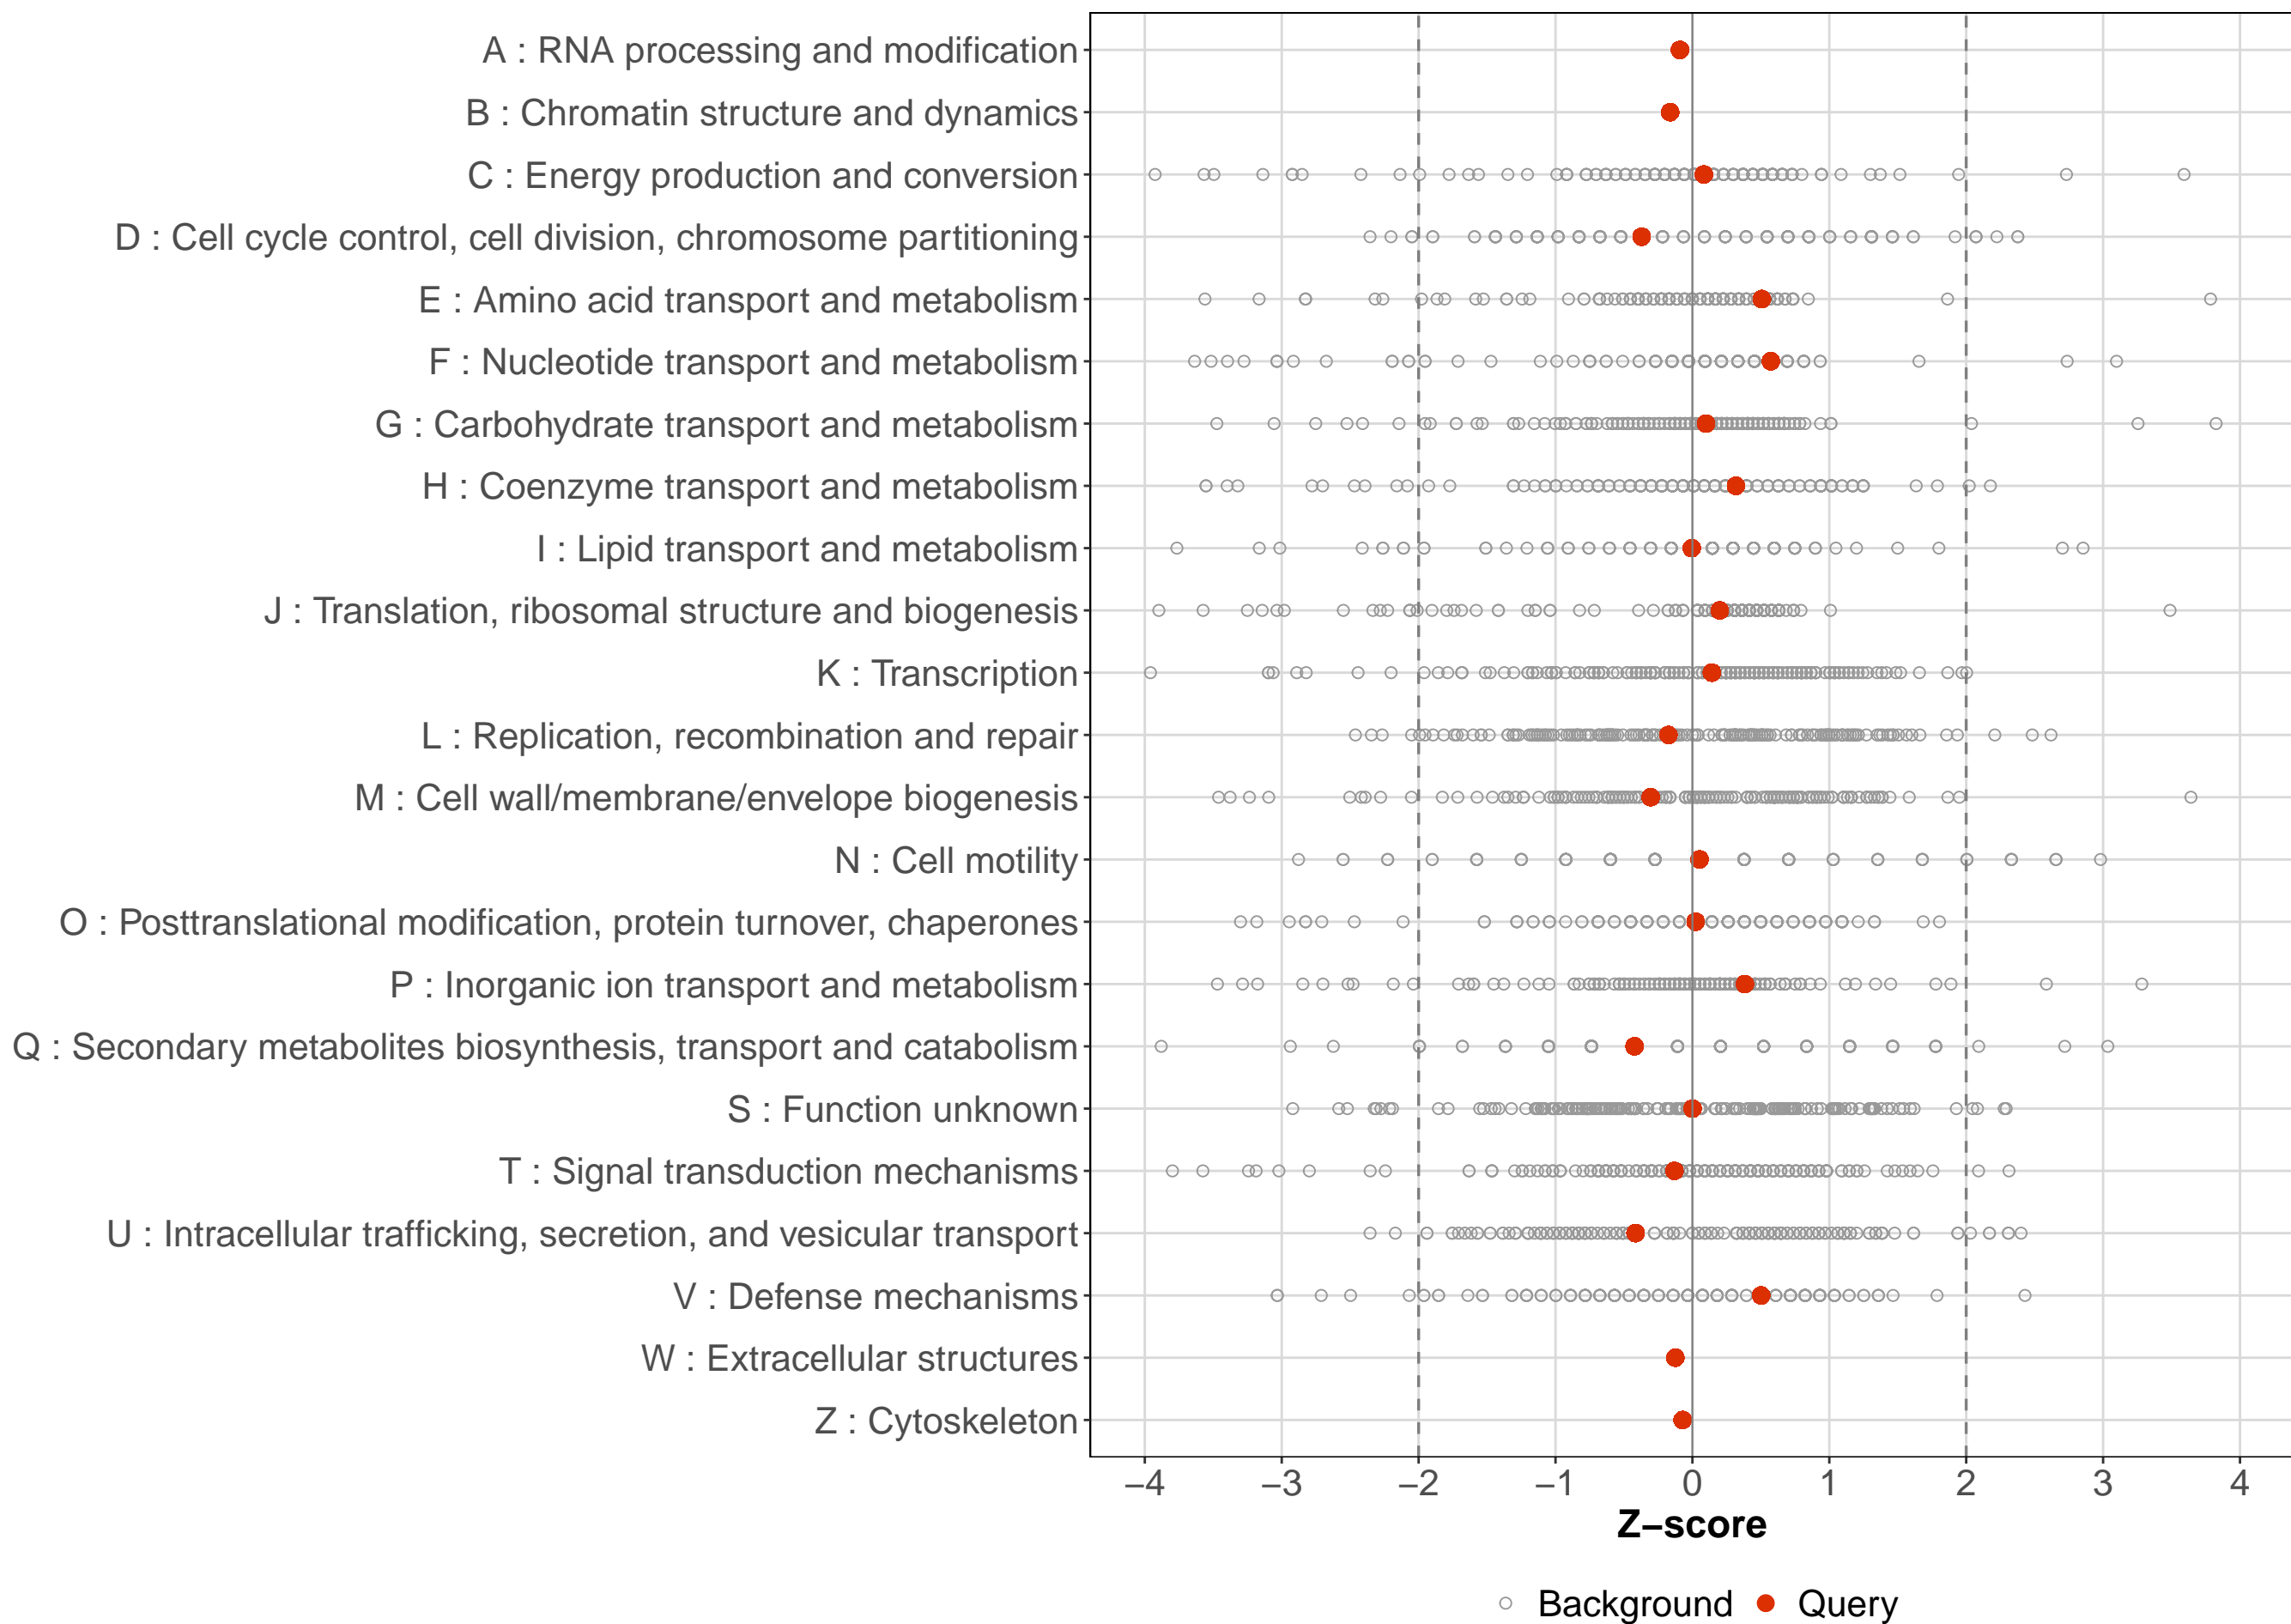 A : RNA processing and modification
B : Chromatin structure and dynamics
C : Energy production and conversion
D : Cell cycle control, cell division, chromosome partitioning
E : Amino acid transport and metabolism
F : Nucleotide transport and metabolism
G : Carbohydrate transport and metabolism
H : Coenzyme transport and metabolism
I : Lipid transport and metabolism
J : Translation, ribosomal structure and biogenesis
K : Transcription
L : Replication, recombination and repair
M : Cell wall/membrane/envelope biogenesis
N : Cell motility
O : Posttranslational modification, protein turnover, chaperones
P : Inorganic ion transport and metabolism
Q : Secondary metabolites biosynthesis, transport and catabolism
S : Function unknown
T : Signal transduction mechanisms
U : Intracellular trafficking, secretion, and vesicular transport
V : Defense mechanisms
W : Extracellular structures
Z : Cytoskeleton
−4 −3 −2 −1 0 1 2 3 4
Z−score
Background Query